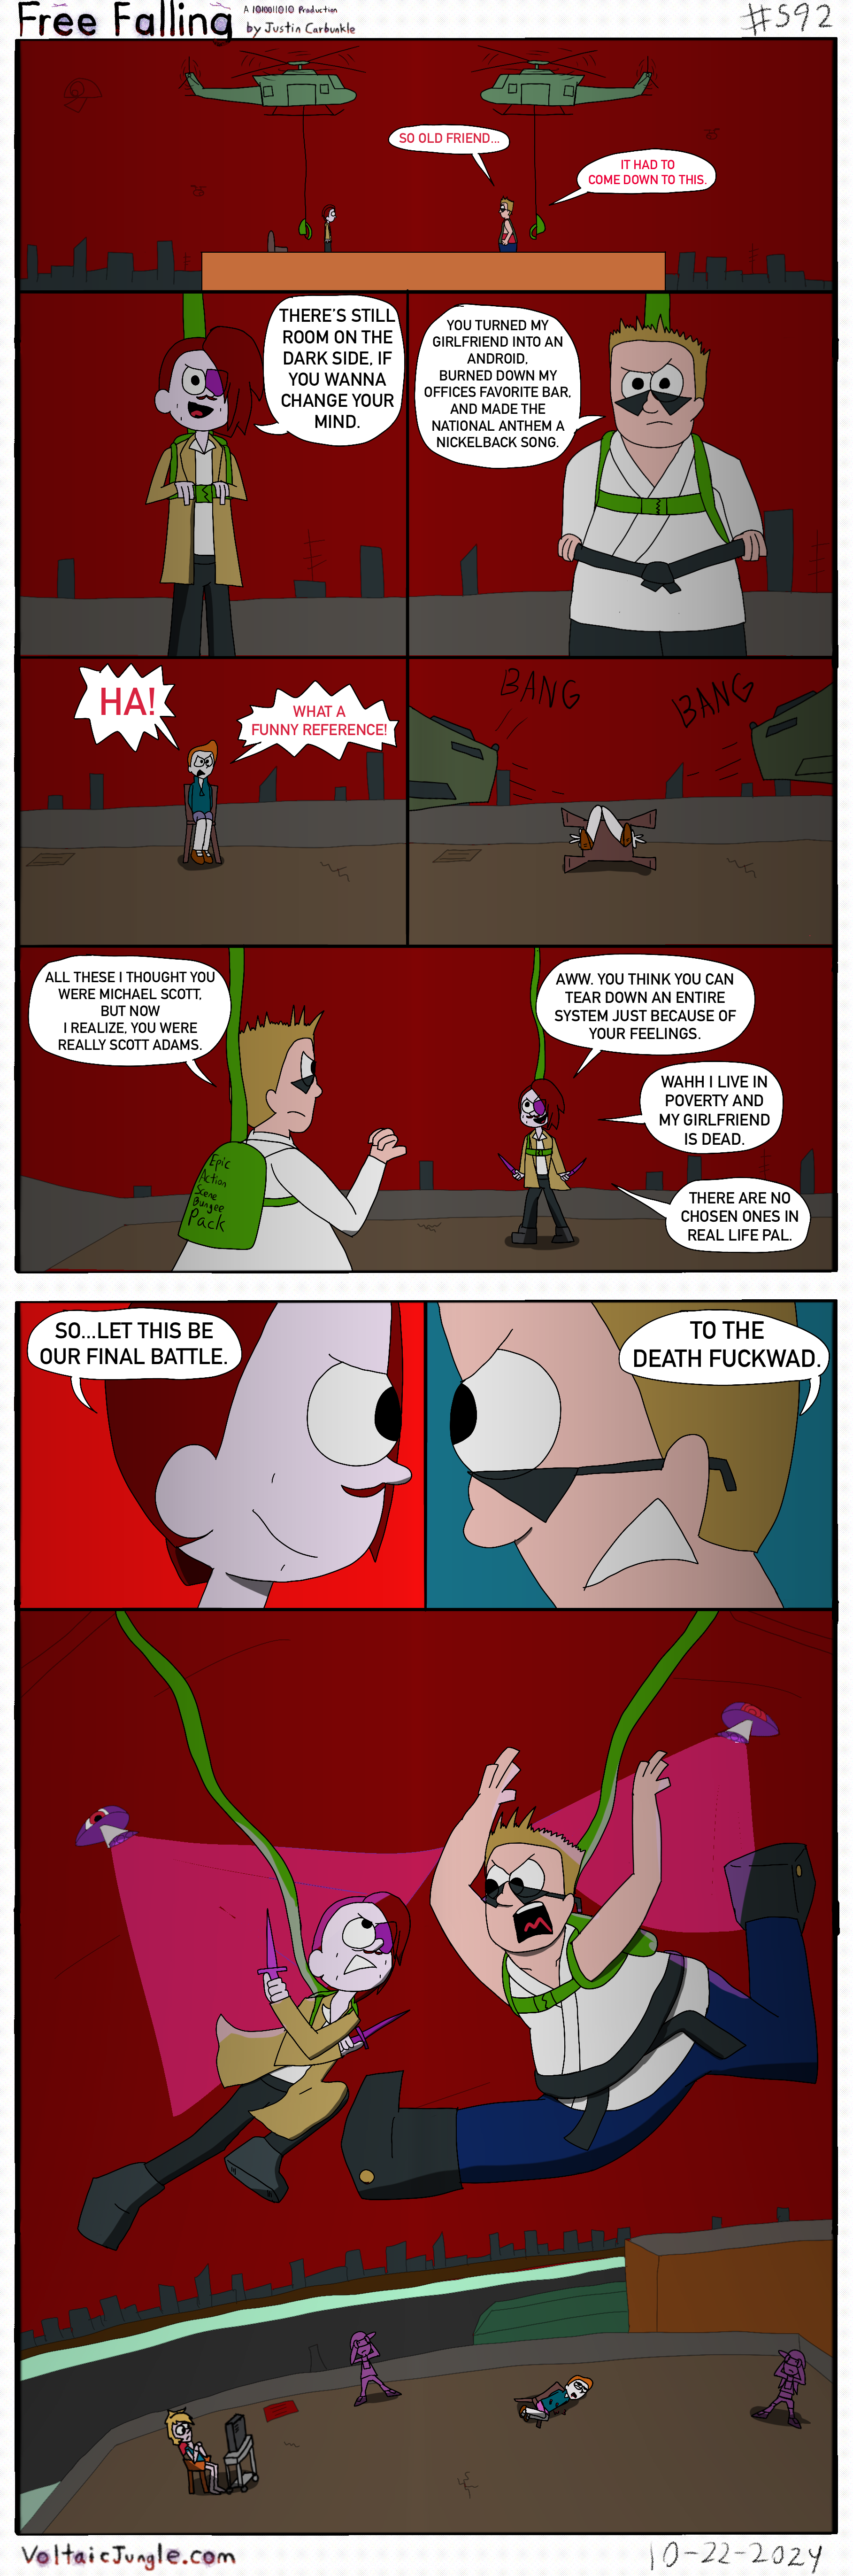 Free Falling
A 1010011010 Production
by Justin Carbunkle
#592
SO OLD FRIEND...
IT HAD TO
COME DOWN TO THIS.
THERE'S STILL
ROOM ON THE
DARK SIDE, IF
YOU WANNA
CHANGE YOUR
MIND.
YOU TURNED MY
GIRLFRIEND INTO AN
ANDROID,
BURNED DOWN MY
OFFICES FAVORITE BAR,
AND MADE THE
NATIONAL ANTHEM A
NICKELBACK SONG.
HA!
WHAT A
FUNNY REFERENCE!
BANG
BANG
ALL THESE I THOUGHT YOU
WERE MICHAEL SCOTT,
BUT NOW
I REALIZE, YOU WERE
REALLY SCOTT ADAMS.
Epic
Action
Scene
Bungee
Pack
AWW. YOU THINK YOU CAN
TEAR DOWN AN ENTIRE
SYSTEM JUST BECAUSE OF
YOUR FEELINGS.
WAHH I LIVE IN
POVERTY AND
MY GIRLFRIEND
IS DEAD.
THERE ARE NO
CHOSEN ONES IN
REAL LIFE PAL.
SO...LET THIS BE
OUR FINAL BATTLE.
TO THE
DEATH FUCKWAD.
VoltaicJungle.com
10-22-2024